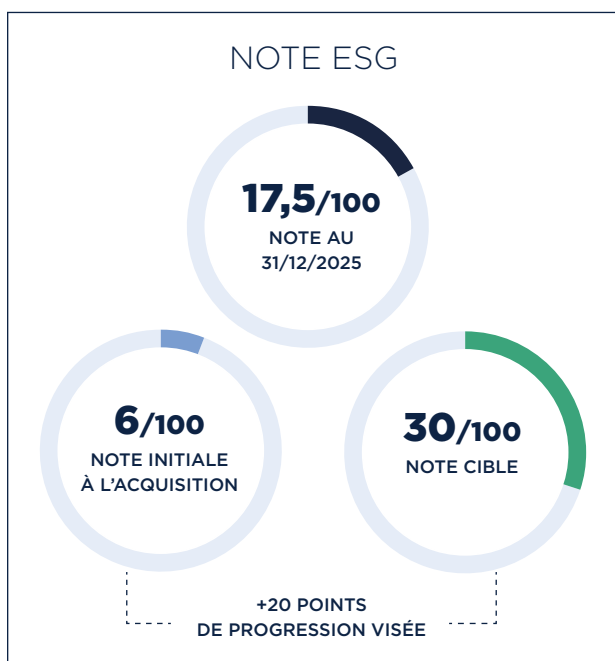 NOTE ESG
17,5/100
NOTE AU
31/12/2025
6/100
NOTE INITIALE
À L’ACQUISITION
30/100
NOTE CIBLE
+20 POINTS
DE PROGRESSION VISÉE